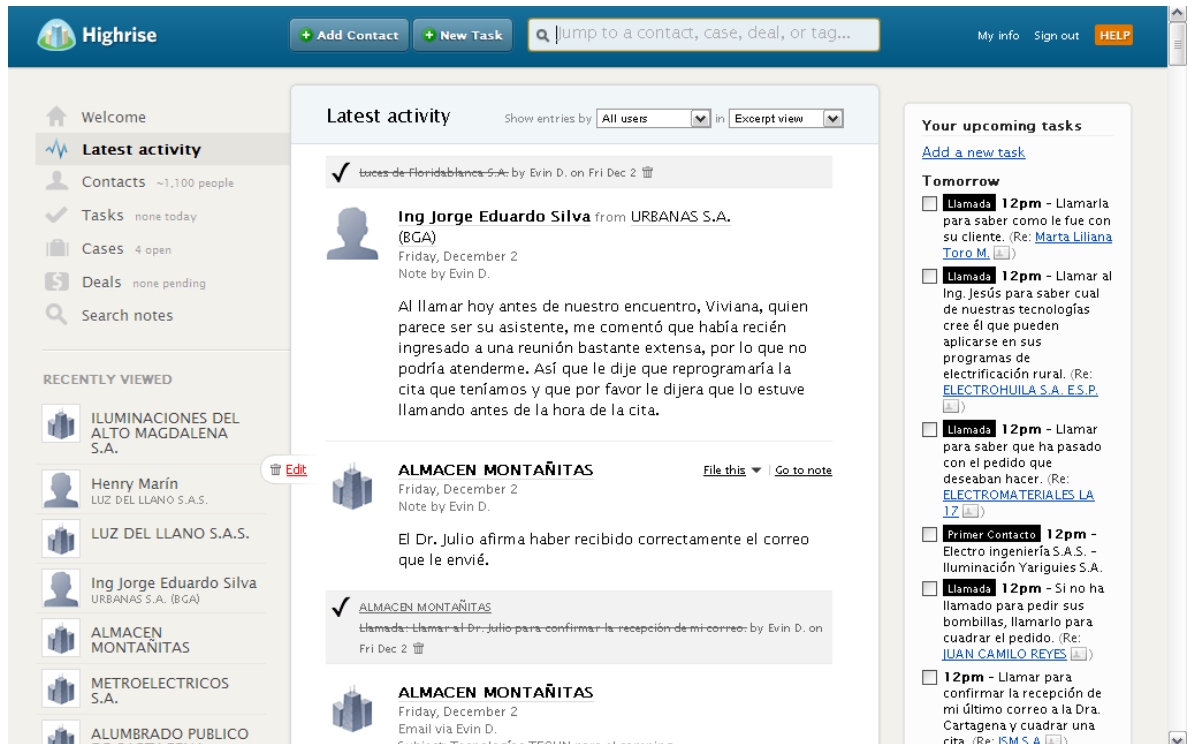 Highrise
Add Contact
New Task
Jump to a contact, case, deal, or tag...
My info Sign out HELP
Welcome
Latest activity
Contacts ~1,100 people
Tasks none today
Cases 4 open
Deals none pending
Search notes
RECENTLY VIEWED
ILUMINACIONES DEL
ALTO MAGDALENA
S.A.
Henry Marín
LUZ DEL LLANO S.A.S.
LUZ DEL LLANO S.A.S.
Ing Jorge Eduardo Silva
URBANAS S.A. (BGA)
ALMACEN
MONTAÑITAS
METROELECTRICOS
S.A.
ALUMBRADO PUBLICO
Latest activity
Show entries by All users in Excerpt view
Luces de Floridablanca S.A. by Evin D. on Fri Dec 2
Ing Jorge Eduardo Silva from URBANAS S.A.
(BGA)
Friday, December 2
Note by Evin D.
Al llamar hoy antes de nuestro encuentro, Viviana, quien
parece ser su asistente, me comentó que había recién
ingresado a una reunión bastante extensa, por lo que no
podría atenderme. Así que le dije que reprogramaría la
cita que teníamos y que por favor le dijera que lo estuve
llamando antes de la hora de la cita.
Edit
ALMACEN MONTAÑITAS
File this | Go to note
Friday, December 2
Note by Evin D.
El Dr. Julio afirma haber recibido correctamente el correo
que le envié.
ALMACEN MONTAÑITAS
Llamada: Llamar al Dr. Julio para confirmar la recepción de mi correo. by Evin D. on
Fri Dec 2
ALMACEN MONTAÑITAS
Friday, December 2
Email via Evin D.
Your upcoming tasks
Add a new task
Tomorrow
Llamada 12pm - Llamarla
para saber como le fue con
su cliente. (Re: Marta Liliana
Toro M. )
Llamada 12pm - Llamar al
Ing. Jesús para saber cual
de nuestras tecnologías
cree él que pueden
aplicarse en sus
programas de
electrificación rural. (Re:
ELECTROHUILA S.A. E.S.P.
)
Llamada 12pm - Llamar
para saber que ha pasado
con el pedido que
deseaban hacer. (Re:
ELECTROMATERIALES LA
17 )
Primer Contacto 12pm -
Electro ingeniería S.A.S. -
Iluminación Yariguies S.A.
Llamada 12pm - Si no ha
llamado para pedir sus
bombillas, llamarlo para
cuadrar el pedido. (Re:
JUAN CAMILO REYES )
12pm - Llamar para
confirmar la recepción de
mi último correo a la Dra.
Cartagena y cuadrar una
cita. (Re: ISM S.A. )